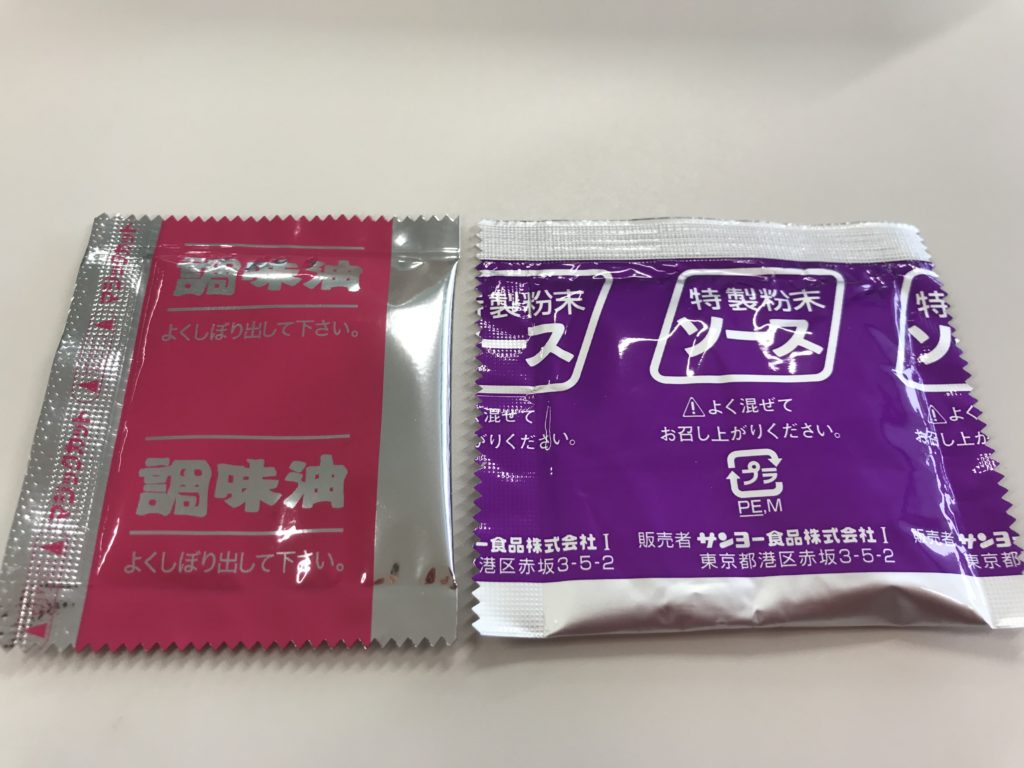 調味油
よくしぼり出して下さい。
調味油
よくしぼり出して下さい。
製粉末
ース
く混ぜて
がりください。
ー食品株式会社 I
港区赤坂3-5-2
特製粉末
ソース
⚠よく混ぜて
お召し上がりください。
プラ
PE,M
販売者 サンヨー食品株式会社 I
東京都港区赤坂3-5-2
特
ソ
⚠よく
お召し上が
販売者 サンヨ
東京都